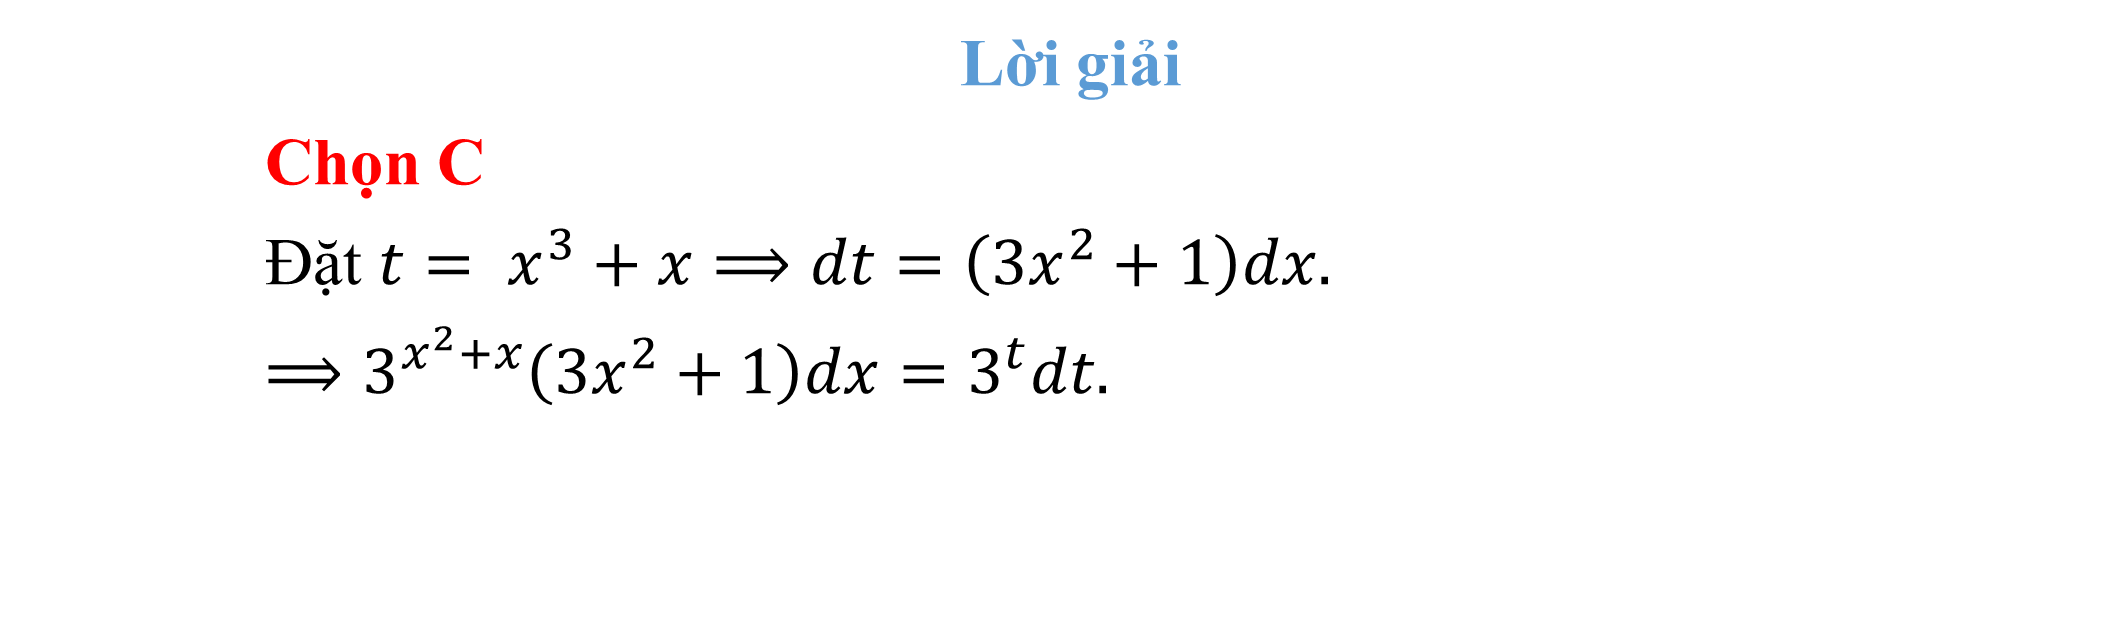 Lời giải
Chọn C
Đặt t = x³ + x ⟹ dt = (3x² + 1)dx.
⟹ 3^{x²+x}(3x² + 1)dx = 3^t dt.